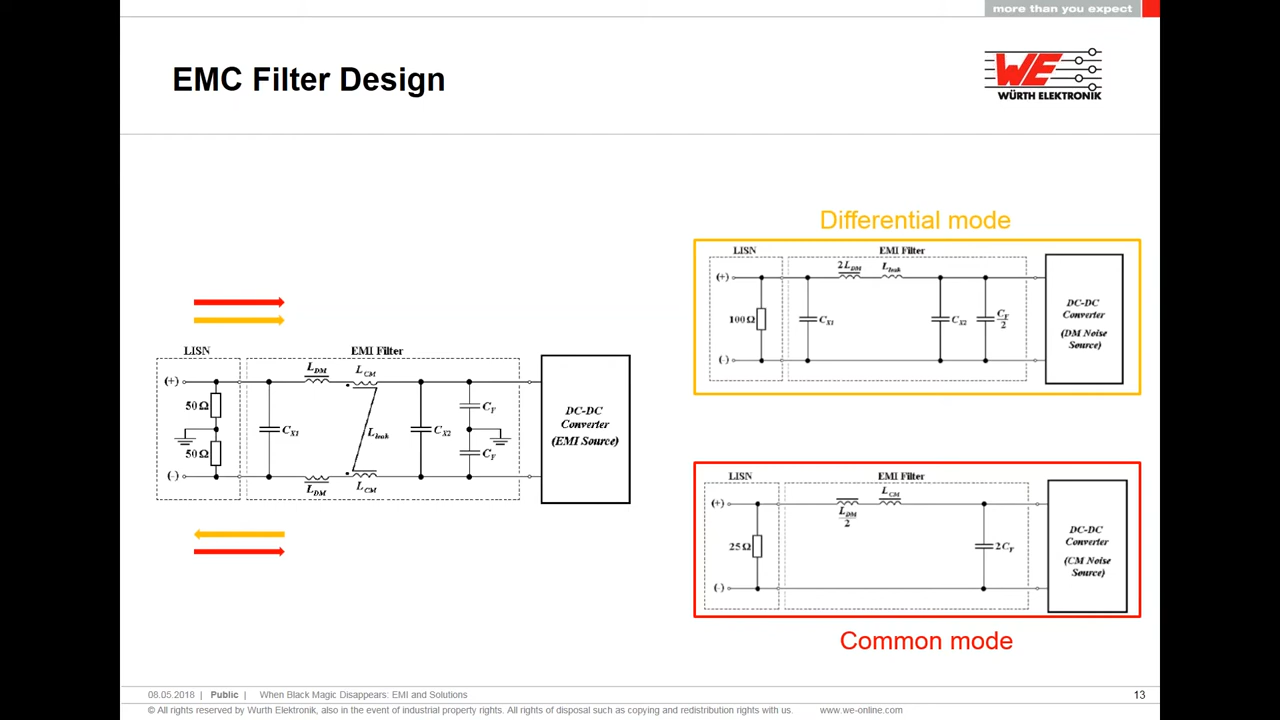 more than you expect
EMC Filter Design
WE
WÜRTH ELEKTRONIK
Differential mode
LISN
EMI Filter
2L_DM
L_leak
(+)
100Ω
C_X1
C_X2
C_Y
2
(-)
DC-DC
Converter
(DM Noise
Source)
LISN
EMI Filter
L_DM
L_CM
(+)
50Ω
C_X1
L_leak
C_X2
C_Y
50Ω
C_Y
(-)
L_DM
L_CM
DC-DC
Converter
(EMI Source)
LISN
EMI Filter
L_CM
(+)
L_DM
2
25Ω
2C_Y
(-)
DC-DC
Converter
(CM Noise
Source)
Common mode
08.05.2018 | Public | When Black Magic Disappears: EMI and Solutions
13
© All rights reserved by Wurth Elektronik, also in the event of industrial property rights. All rights of disposal such as copying and redistribution rights with us. www.we-online.com